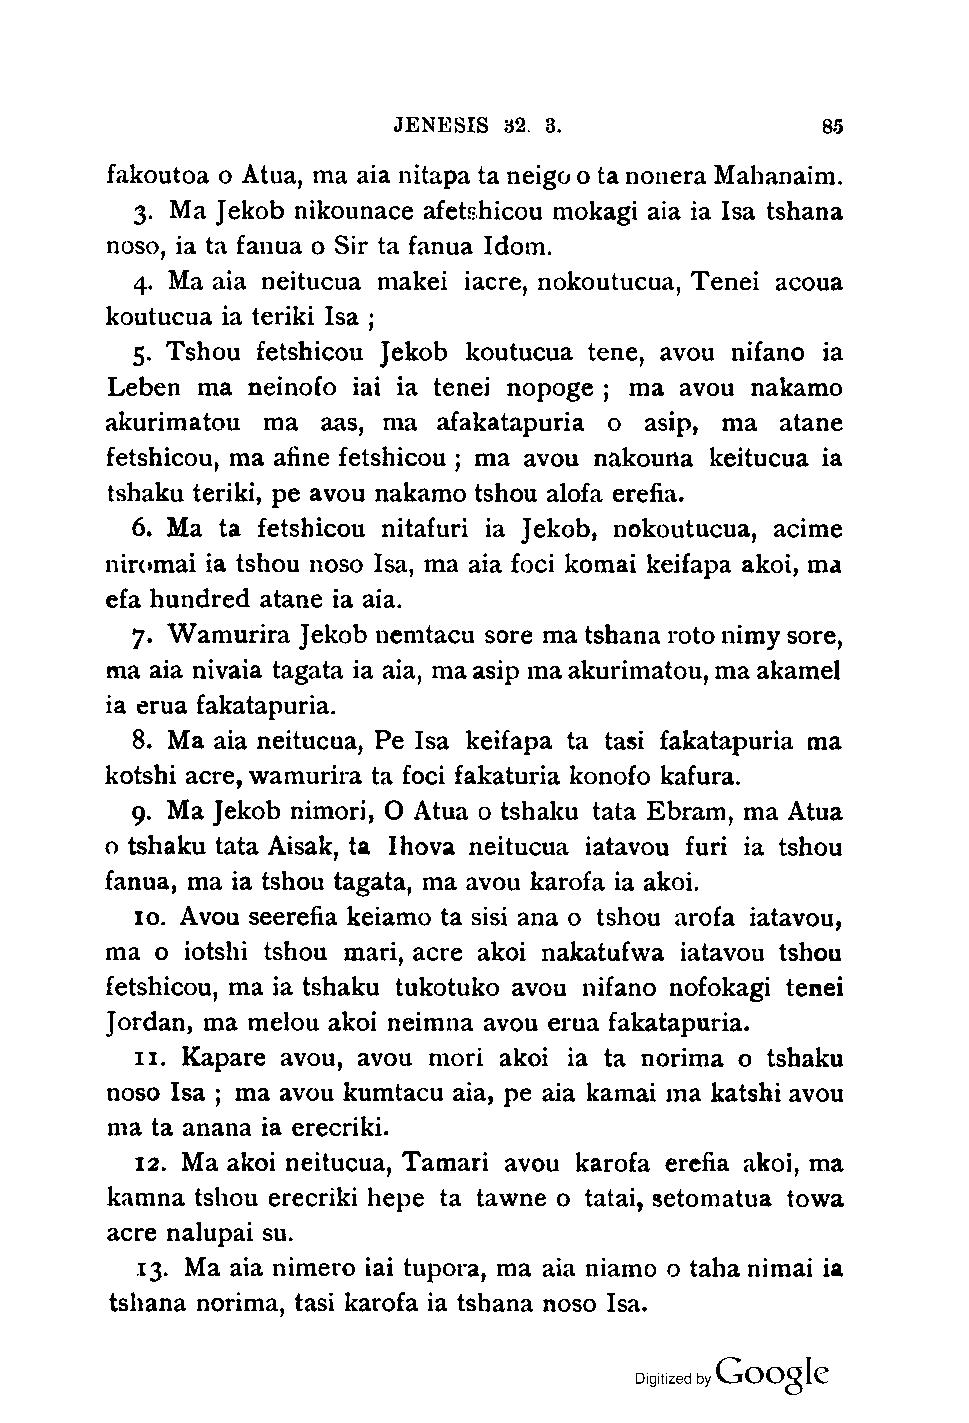 JENESIS 32. 3. 85
fakoutoa o Atua, ma aia nitapa ta neigo o ta nonera Mahanaim.
3. Ma Jekob nikounace afetshicou mokagi aia ia Isa tshana
noso, ia ta fanua o Sir ta fanua Idom.
4. Ma aia neitucua makei iacre, nokoutucua, Tenei acoua
koutucua ia teriki Isa ;
5. Tshou fetshicou Jekob koutucua tene, avou nifano ia
Leben ma neinofo iai ia tenei nopoge ; ma avou nakamo
akurimatou ma aas, ma afakatapuria o asip, ma atane
fetshicou, ma afine fetshicou ; ma avou nakouna keitucua ia
tshaku teriki, pe avou nakamo tshou alofa erefia.
6. Ma ta fetshicou nitafuri ia Jekob, nokoutucua, acime
niromai ia tshou noso Isa, ma aia foci komai keifapa akoi, ma
efa hundred atane ia aia.
7. Wamurira Jekob nemtacu sore ma tshana roto nimy sore,
ma aia nivaia tagata ia aia, ma asip ma akurimatou, ma akamel
ia erua fakatapuria.
8. Ma aia neitucua, Pe Isa keifapa ta tasi fakatapuria ma
kotshi acre, wamurira ta foci fakaturia konofo kafura.
9. Ma Jekob nimori, O Atua o tshaku tata Ebram, ma Atua
o tshaku tata Aisak, ta Ihova neitucua iatavou furi ia tshou
fanua, ma ia tshou tagata, ma avou karofa ia akoi.
10. Avou seerefia keiamo ta sisi ana o tshou arofa iatavou,
ma o iotshi tshou mari, acre akoi nakatufwa iatavou tshou
fetshicou, ma ia tshaku tukotuko avou nifano nofokagi tenei
Jordan, ma melou akoi neimna avou erua fakatapuria.
11. Kapare avou, avou mori akoi ia ta norima o tshaku
noso Isa ; ma avou kumtacu aia, pe aia kamai ma katshi avou
ma ta anana ia erecriki.
12. Ma akoi neitucua, Tamari avou karofa erefia akoi, ma
kamna tshou erecriki hepe ta tawne o tatai, setomatua towa
acre nalupai su.
13. Ma aia nimero iai tupora, ma aia niamo o taha nimai ia
tshana norima, tasi karofa ia tshana noso Isa.
Digitized by Google